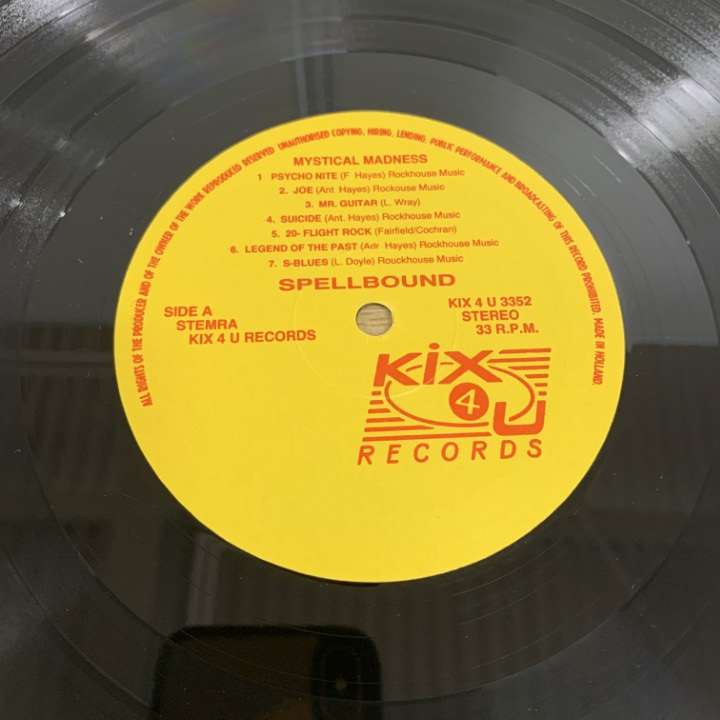 ALL RIGHTS OF THE PRODUCER AND OF THE OWNER OF THE WORK REPRODUCED RESERVED UNAUTHORISED COPYING, HIRING, LENDING, PUBLIC PERFORMANCE AND BROADCASTING OF THIS RECORD PROHIBITED. MADE IN HOLLAND.
MYSTICAL MADNESS
1 PSYCHO NITE (F Hayes) Rockhouse Music
2. JOE (Ant. Hayes) Rockouse Music
3. MR. GUITAR (L. Wray)
4. SUICIDE (Ant. Hayes) Rockhouse Music
5. 20- FLIGHT ROCK (Fairfield/Cochran)
6. LEGEND OF THE PAST (Adr Hayes) Rockhouse Music
7. S-BLUES (L. Doyle) Rouckhouse Music
SPELLBOUND
SIDE A
STEMRA
KIX 4 U RECORDS
KIX 4 U 3352
STEREO
33 R.P.M.
KiX
4
U
RECORDS